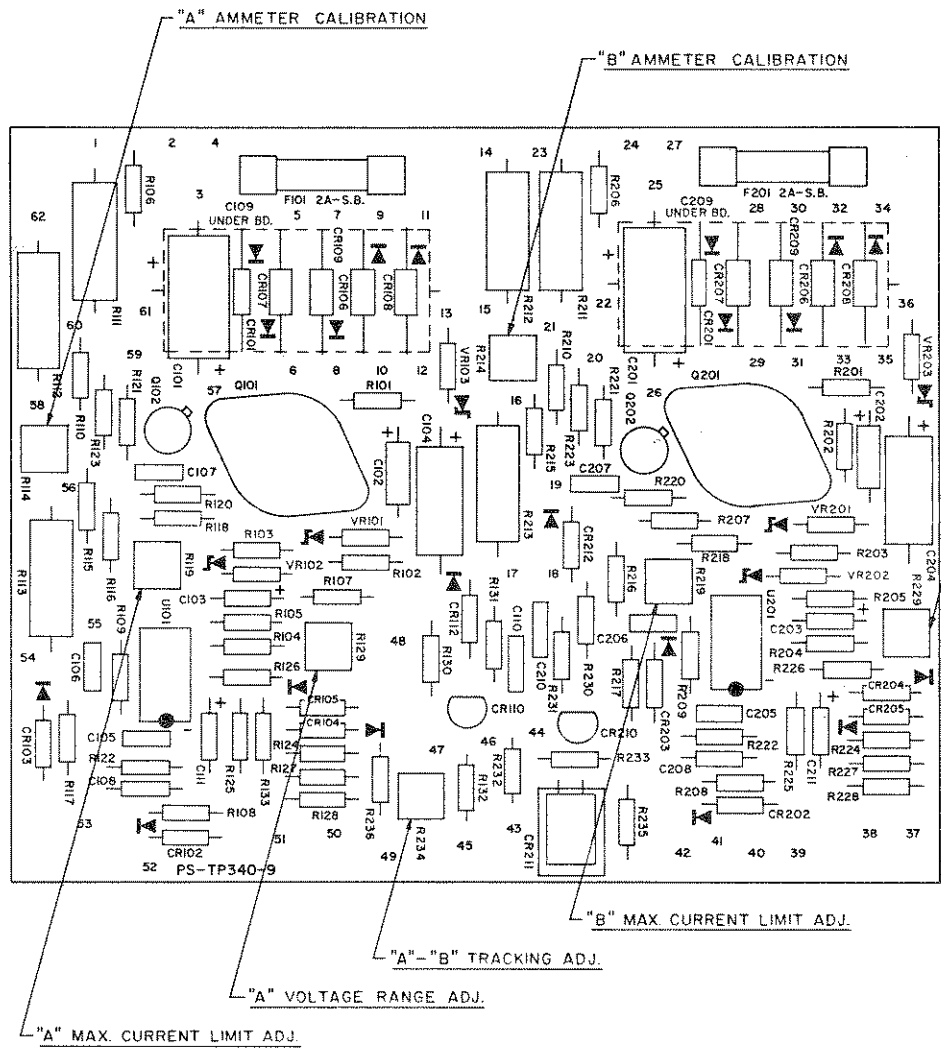 "A" AMMETER CALIBRATION
"B" AMMETER CALIBRATION
1
2
4
14
23
24
27
62
R106
3
F101 2A-S.B.
C109
UNDER BD.
5
7
9
11
R206
25
F201 2A-S.B.
C209
UNDER BD.
28
30
32
34
+
CR107
CR101
CR109
CR106
CR108
+
CR207
CR201
CR209
CR206
CR208
61
R111
60
13
15
R212
R211
22
36
59
C101
+
57
6
8
10
12
VR103
R214
21
R210
20
C201
+
26
29
31
33
35
VR203
R112
58
R110
R123
R121
Q102
Q101
R101
16
R221
Q202
Q201
R201
C202
+
C104
+
C102
+
R215
R223
R202
+
R114
56
C107
R120
R118
19
C207
R220
R207
R218
VR201
R203
VR202
R205
C204
R229
R113
R115
R116
R119
R103
VR102
VR101
R102
R107
R213
17
18
CR212
R216
R219
55
R109
U101
C103
+
R105
R104
R126
R129
48
CR112
R131
C110
C206
U201
C203
+
R204
R226
54
C106
R130
C210
R231
R230
R217
CR203
R209
CR103
R117
C105
R122
C108
C111
+
R125
R133
CR105
CR104
R124
R127
R128
CR110
47
46
44
CR210
C205
R222
C208
R225
C211
+
CR204
CR205
R224
R227
R228
53
R108
CR102
52
51
50
R236
49
R234
45
R132
R232
43
R233
CR211
R235
42
R208
CR202
41
40
39
38
37
PS-TP340-9
"B" MAX. CURRENT LIMIT ADJ.
"A"-"B" TRACKING ADJ.
"A" VOLTAGE RANGE ADJ.
"A" MAX. CURRENT LIMIT ADJ.